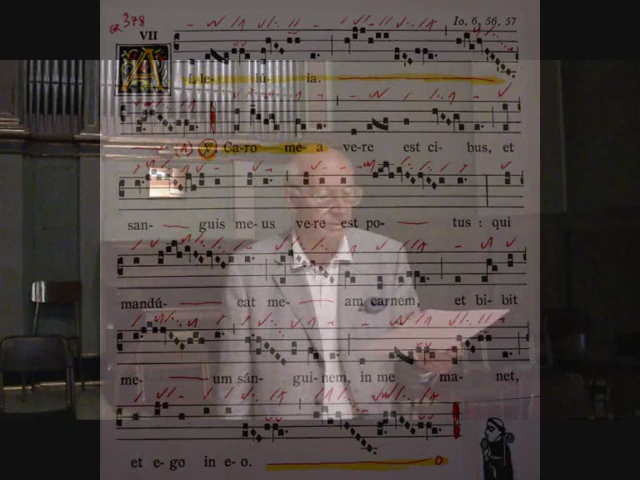 GR. 378
VII
Io. 6, 56. 57
A lle- lú- ia.
℣ Ca-ro mé- a ve-re est ci- bus, et
san- guis me-us ve-re est po- tus : qui
mandú- cat me- am carnem, et bi-bit
me- um sán- gui-nem, in me ma- net,
et e-go in e-o.